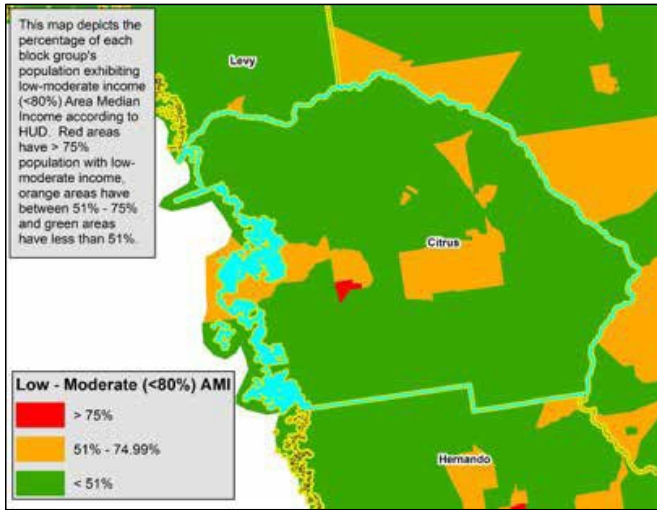 This map depicts the
percentage of each
block group's
population exhibiting
low-moderate income
(<80%) Area Median
Income according to
HUD. Red areas
have > 75%
population with low-
moderate income,
orange areas have
between 51% - 75%
and green areas
have less than 51%.
Levy
Citrus
Low - Moderate (<80%) AMI
> 75%
51% - 74.99%
< 51%
Hernando